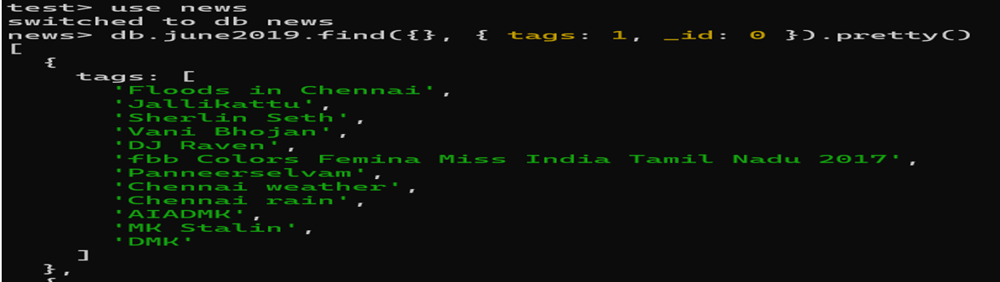 test> use news
switched to db news
news> db.june2019.find({}, { tags: 1, _id: 0 }).pretty()
[
  {
    tags: [
      'Floods in Chennai',
      'Jallikattu',
      'Sherlin Seth',
      'Vani Bhojan',
      'DJ Raven',
      'fbb Colors Femina Miss India Tamil Nadu 2017',
      'Panneerselvam',
      'Chennai weather',
      'Chennai rain',
      'AIADMK',
      'MK Stalin',
      'DMK'
    ]
  },
  {